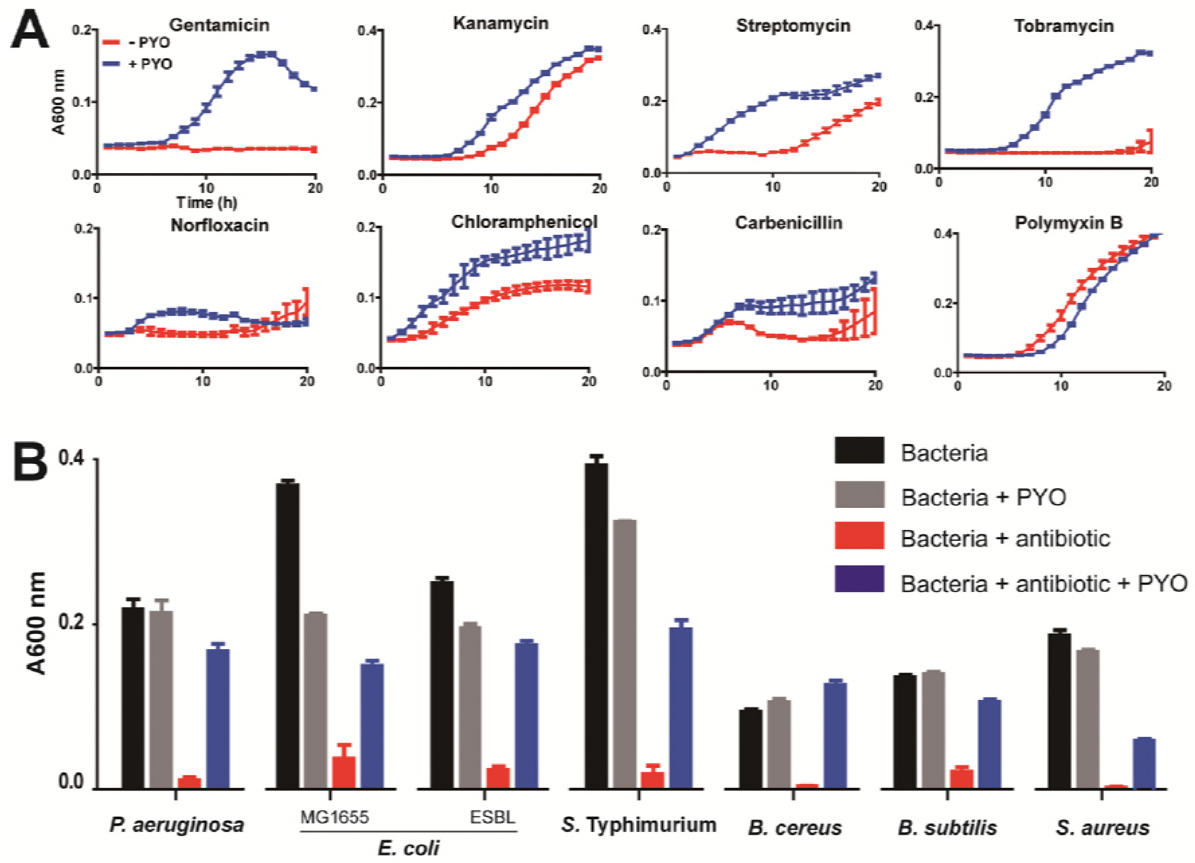 A
Gentamicin
Kanamycin
Streptomycin
Tobramycin
- PYO
+ PYO
A600 nm
0.2
0.1
0.0
0 10 20
Time (h)
0.4
0.2
0.0
0 10 20
0.4
0.2
0.0
0 10 20
0.4
0.2
0.0
0 10 20
Norfloxacin
Chloramphenicol
Carbenicillin
Polymyxin B
0.2
0.1
0.0
0 10 20
0.2
0.1
0.0
0 10 20
0.2
0.1
0.0
0 10 20
0.4
0.2
0.0
0 10 20
B
A600 nm
0.4
0.2
0.0
Bacteria
Bacteria + PYO
Bacteria + antibiotic
Bacteria + antibiotic + PYO
P. aeruginosa
MG1655 ESBL
E. coli
S. Typhimurium
B. cereus
B. subtilis
S. aureus